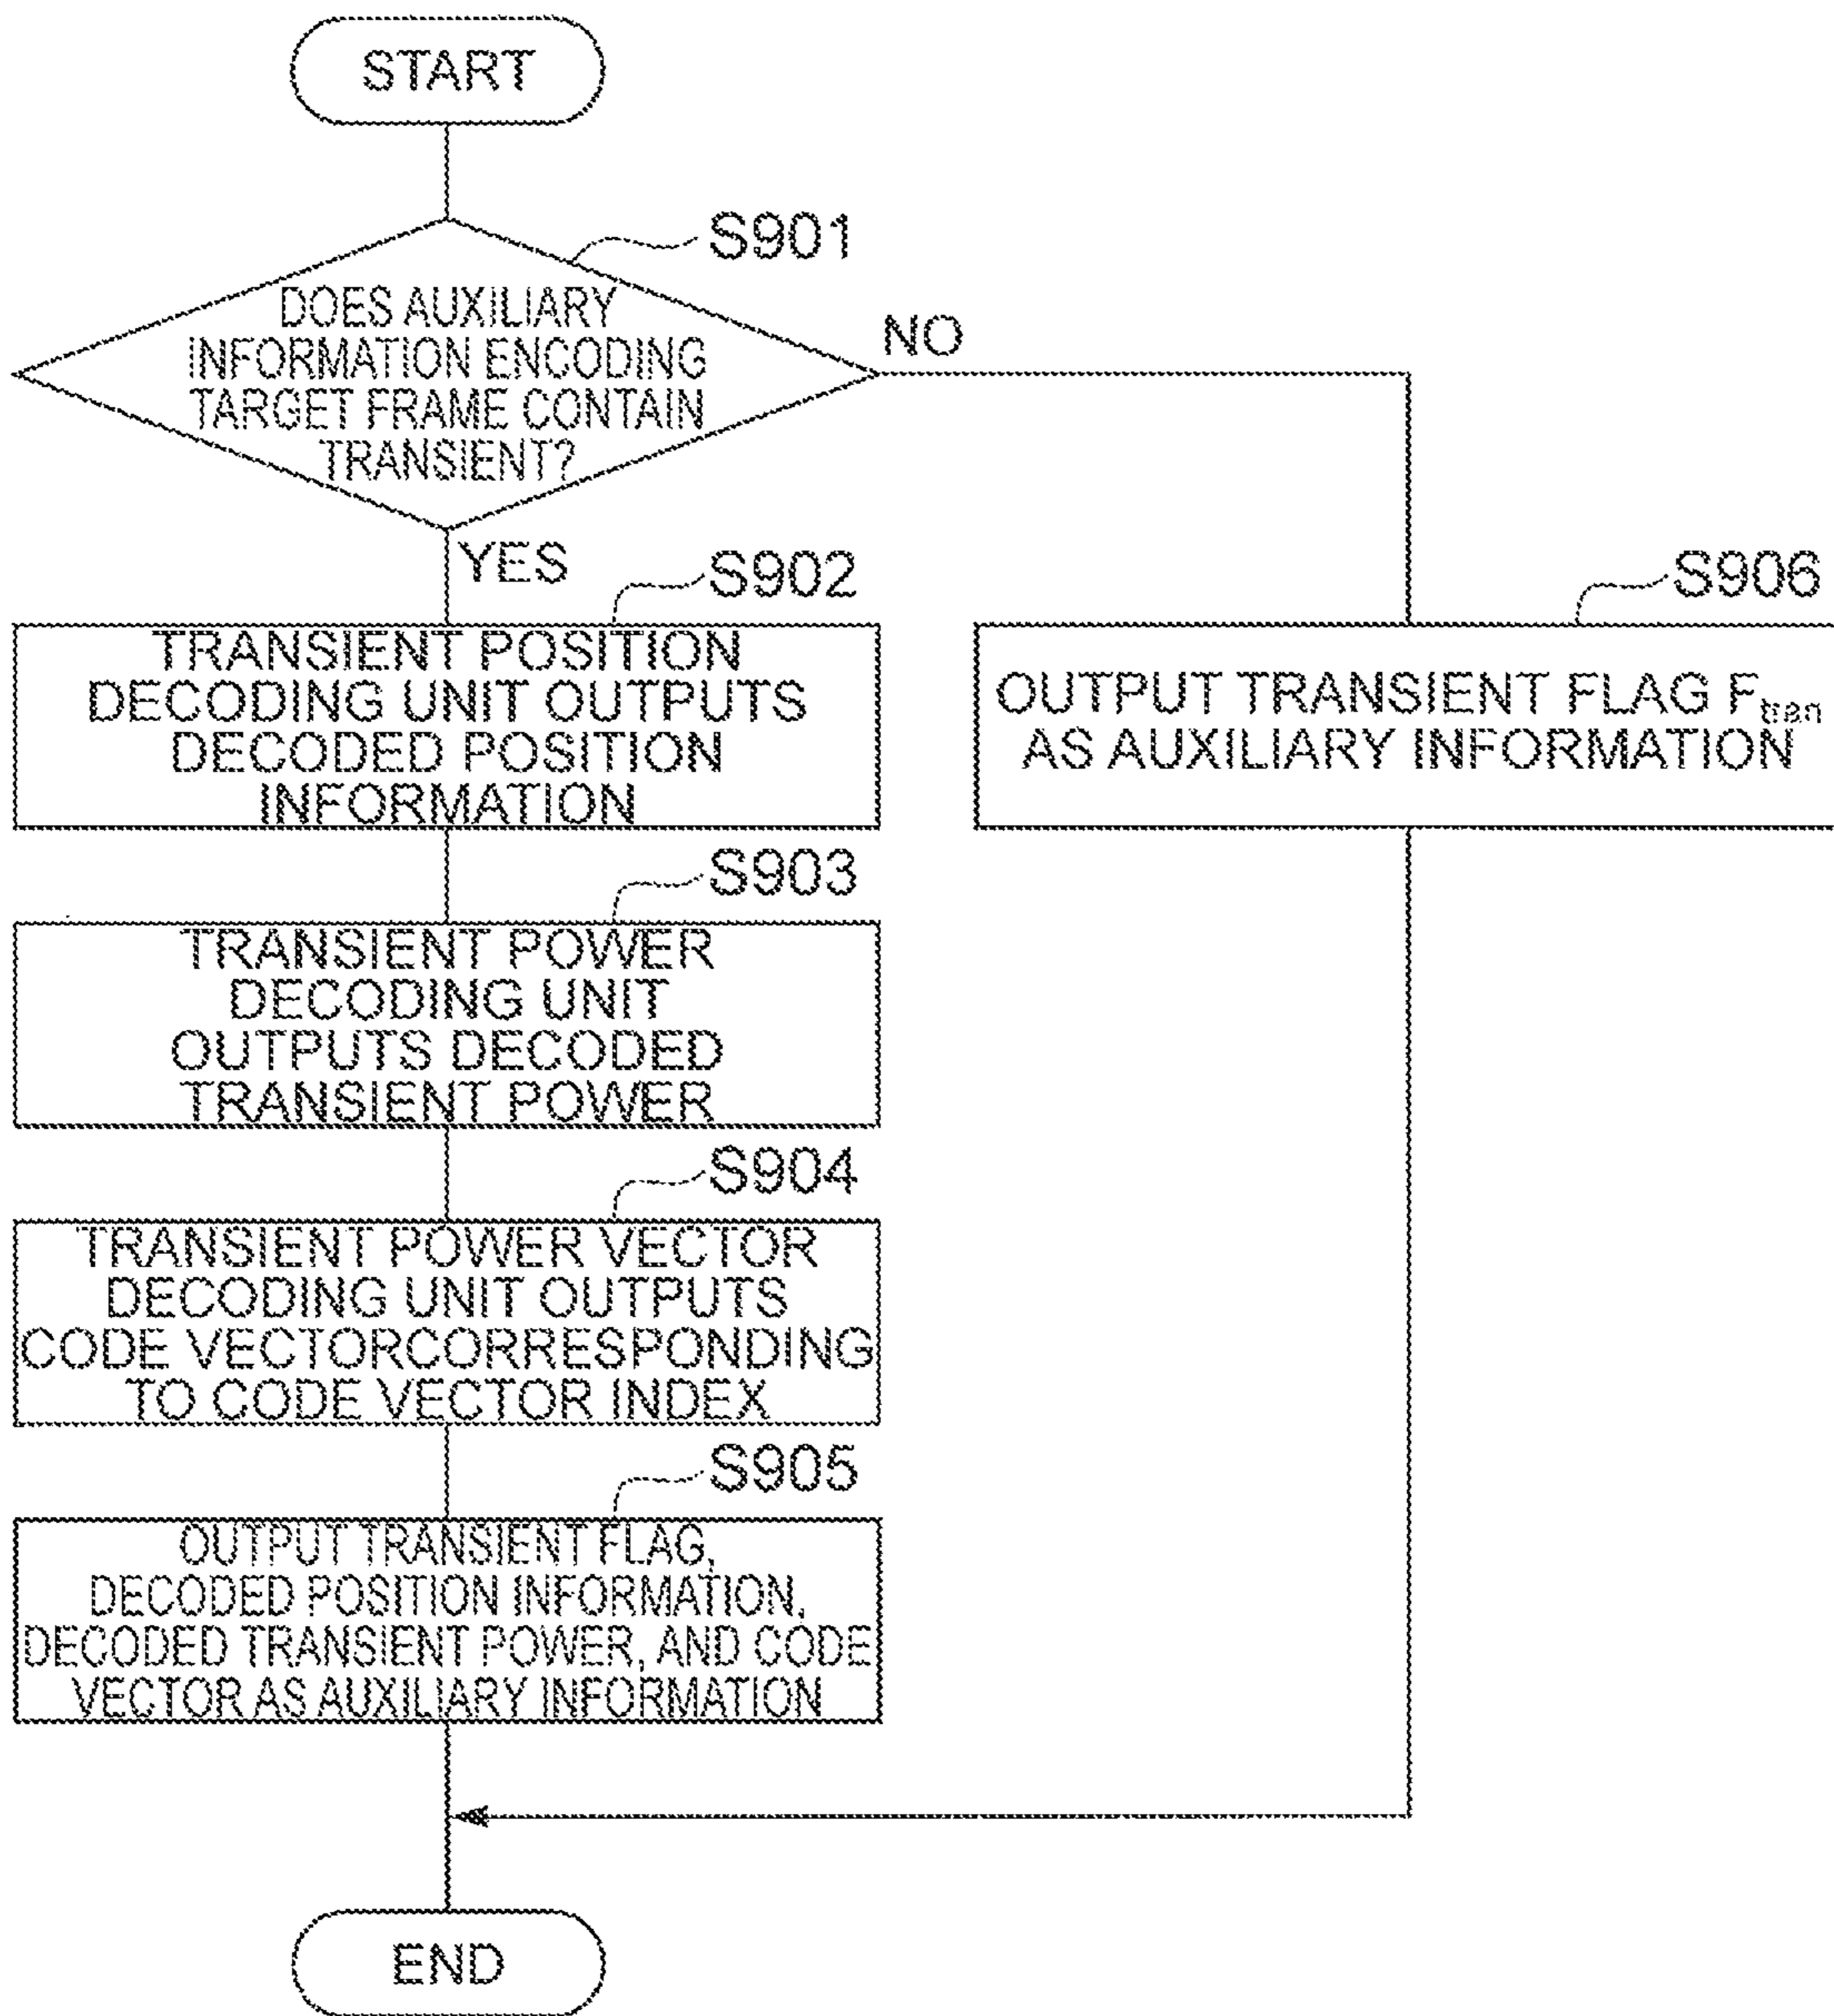 START
S901
DOES AUXILIARY
INFORMATION ENCODING
TARGET FRAME CONTAIN
TRANSIENT?
NO
YES
S902
TRANSIENT POSITION
DECODING UNIT OUTPUTS
DECODED POSITION
INFORMATION
S906
OUTPUT TRANSIENT FLAG Ftran
AS AUXILIARY INFORMATION
S903
TRANSIENT POWER
DECODING UNIT
OUTPUTS DECODED
TRANSIENT POWER
S904
TRANSIENT POWER VECTOR
DECODING UNIT OUTPUTS
CODE VECTORCORRESPONDING
TO CODE VECTOR INDEX
S905
OUTPUT TRANSIENT FLAG,
DECODED POSITION INFORMATION,
DECODED TRANSIENT POWER, AND CODE
VECTOR AS AUXILIARY INFORMATION
END